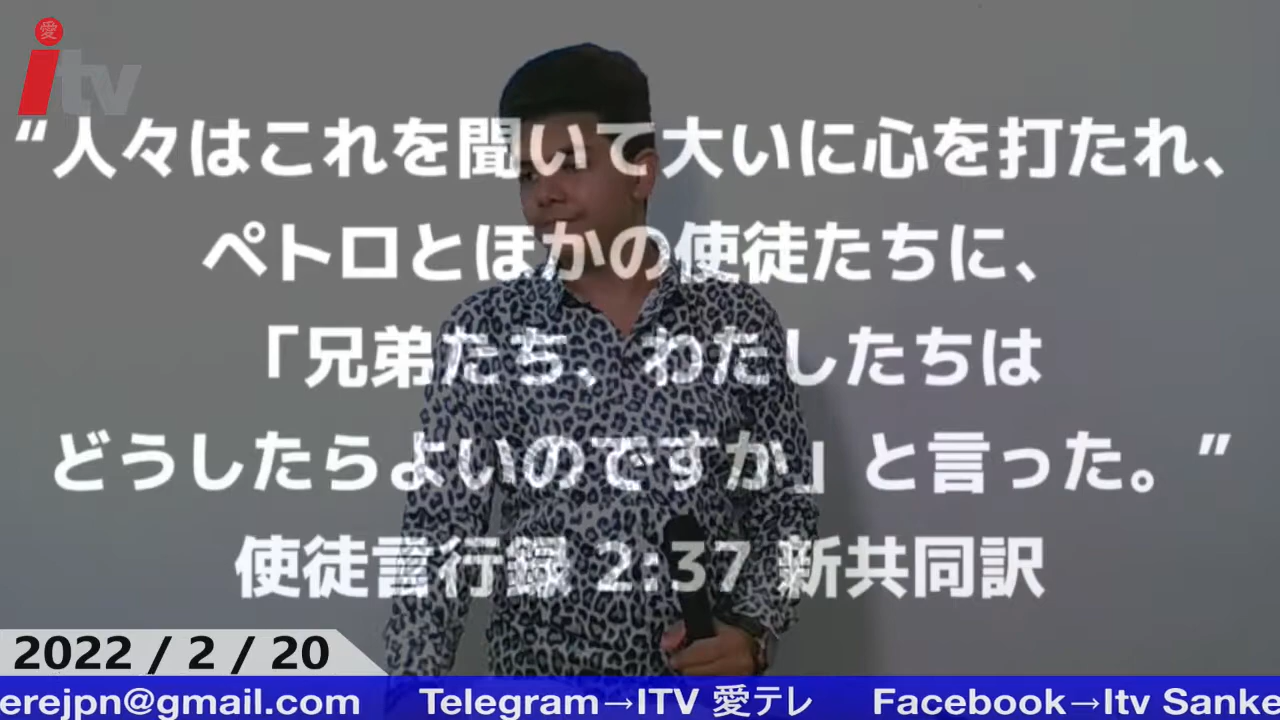 愛
itv
“人々はこれを聞いて大いに心を打たれ、
ペトロとほかの使徒たちに、
「兄弟たち、わたしたちは
どうしたらよいのですか」と言った。”
使徒言行録 2:37 新共同訳
2022 / 2 / 20
erejpn@gmail.com Telegram→ITV 愛テレ Facebook→Itv Sanke